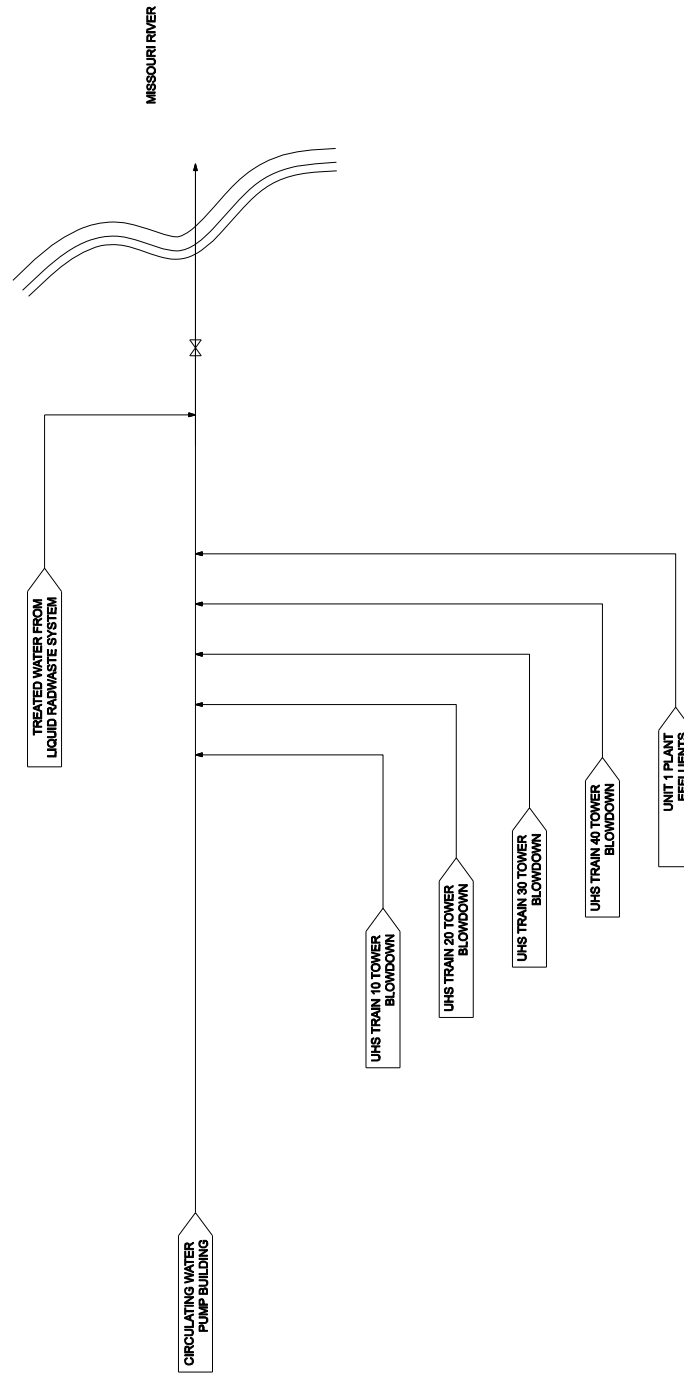 MISSOURI RIVER
TREATED WATER FROM
LIQUID RADWASTE SYSTEM
CIRCULATING WATER
PUMP BUILDING
UHS TRAIN 10 TOWER
BLOWDOWN
UHS TRAIN 20 TOWER
BLOWDOWN
UHS TRAIN 30 TOWER
BLOWDOWN
UHS TRAIN 40 TOWER
BLOWDOWN
UNIT 1 PLANT
EFFLUENTS